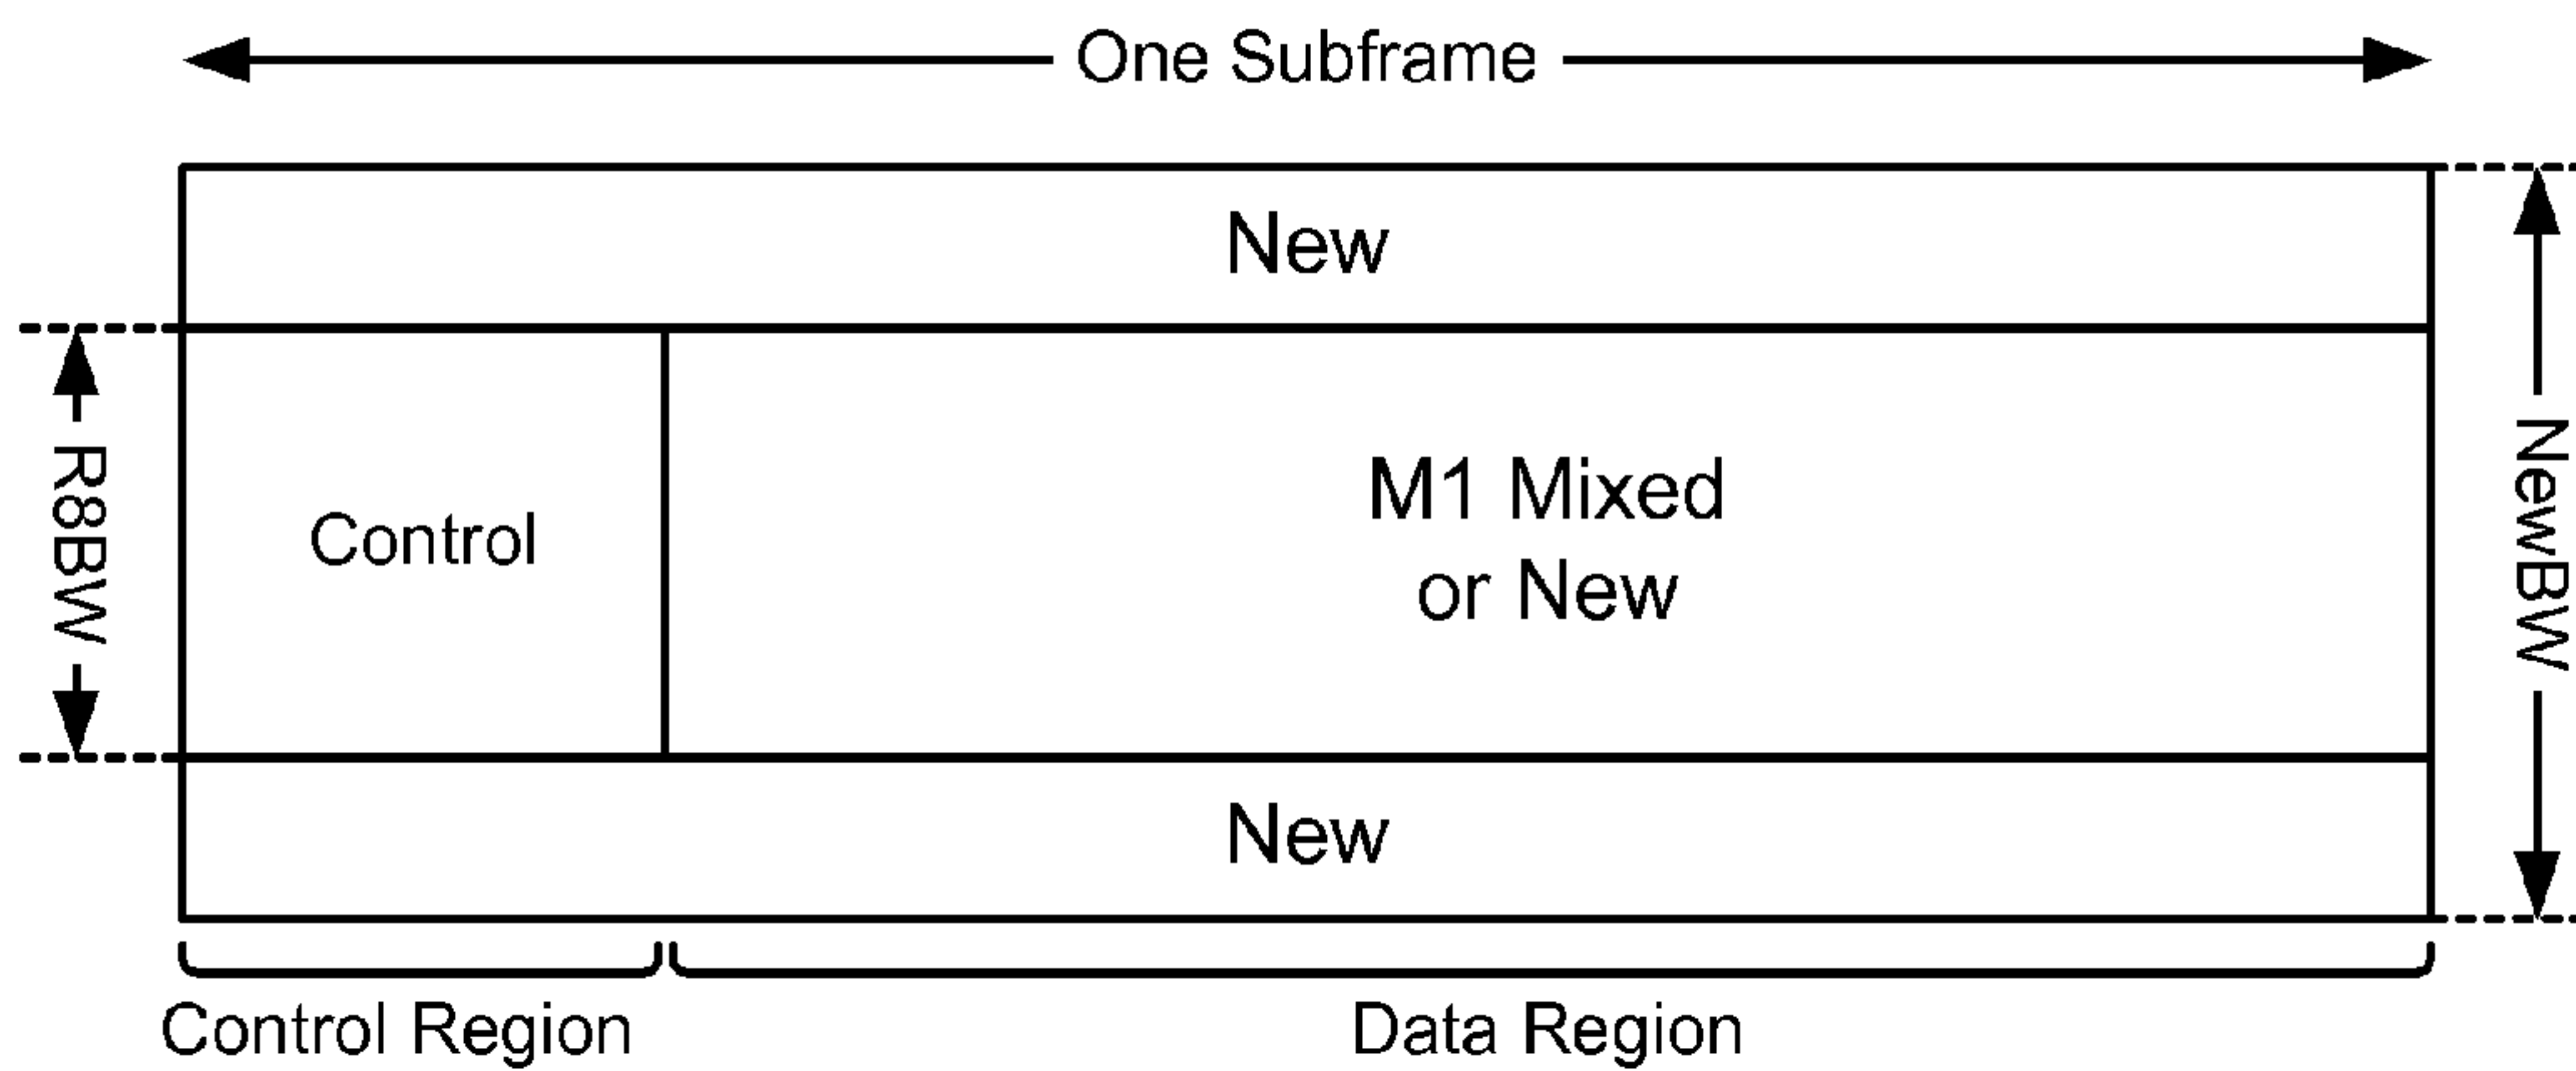 One Subframe
New
R8BW
Control
M1 Mixed
or New
NewBW
New
Control Region
Data Region